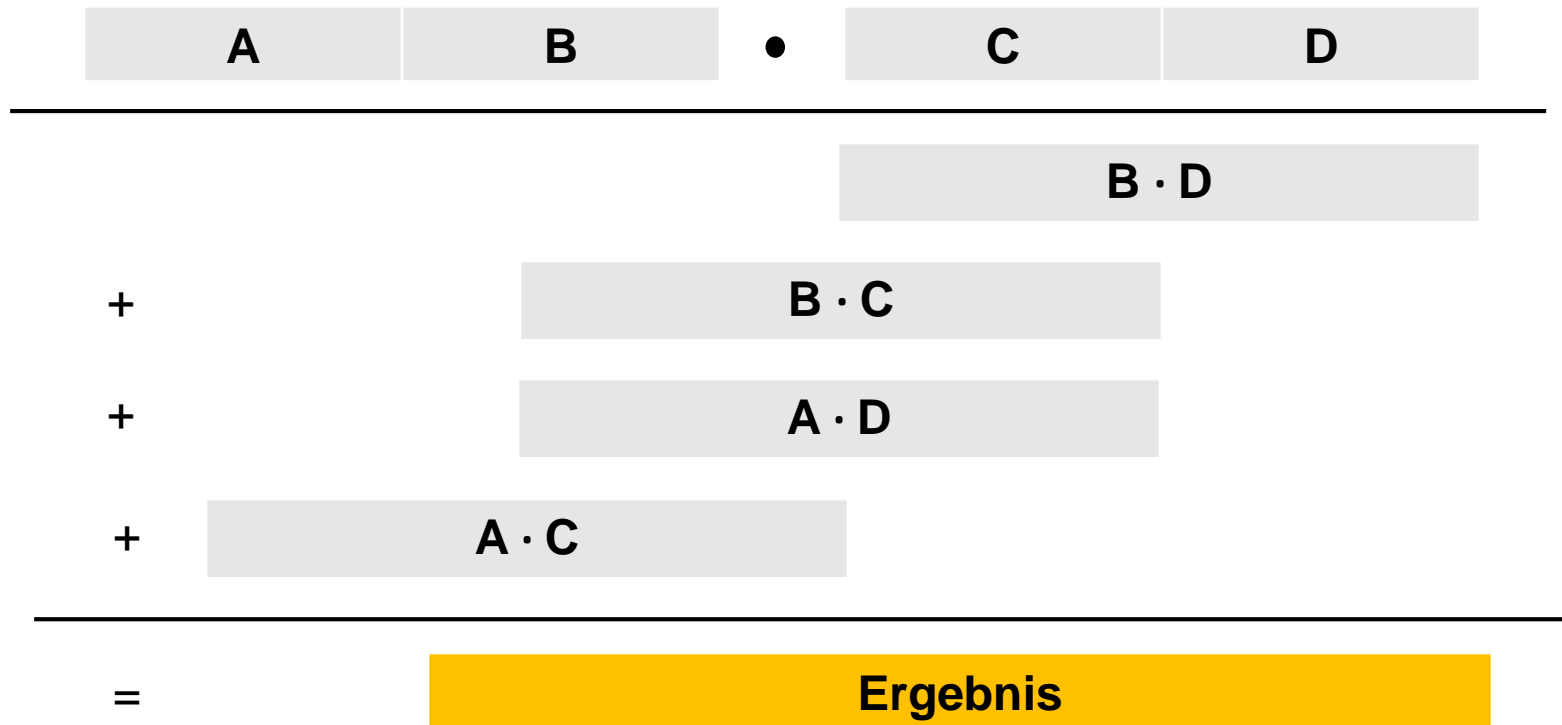 A B • C D
B · D
+ B · C
+ A · D
+ A · C
= Ergebnis